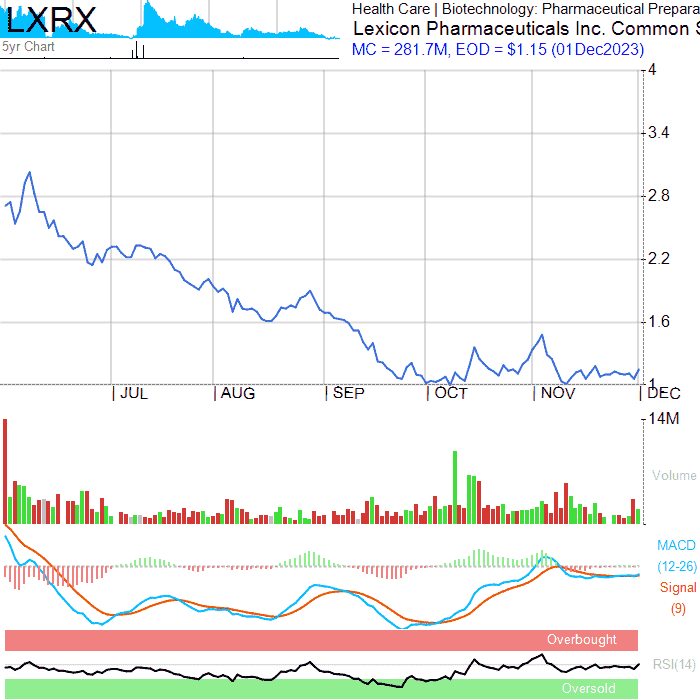 LXRX
5yr Chart
Health Care | Biotechnology: Pharmaceutical Prepara
Lexicon Pharmaceuticals Inc. Common S
MC = 281.7M, EOD = $1.15 (01Dec2023)
4
3.4
2.8
2.2
1.6
1
JUL AUG SEP OCT NOV DEC
14M
Volume
MACD
(12-26)
Signal
(9)
Overbought
RSI(14)
Oversold